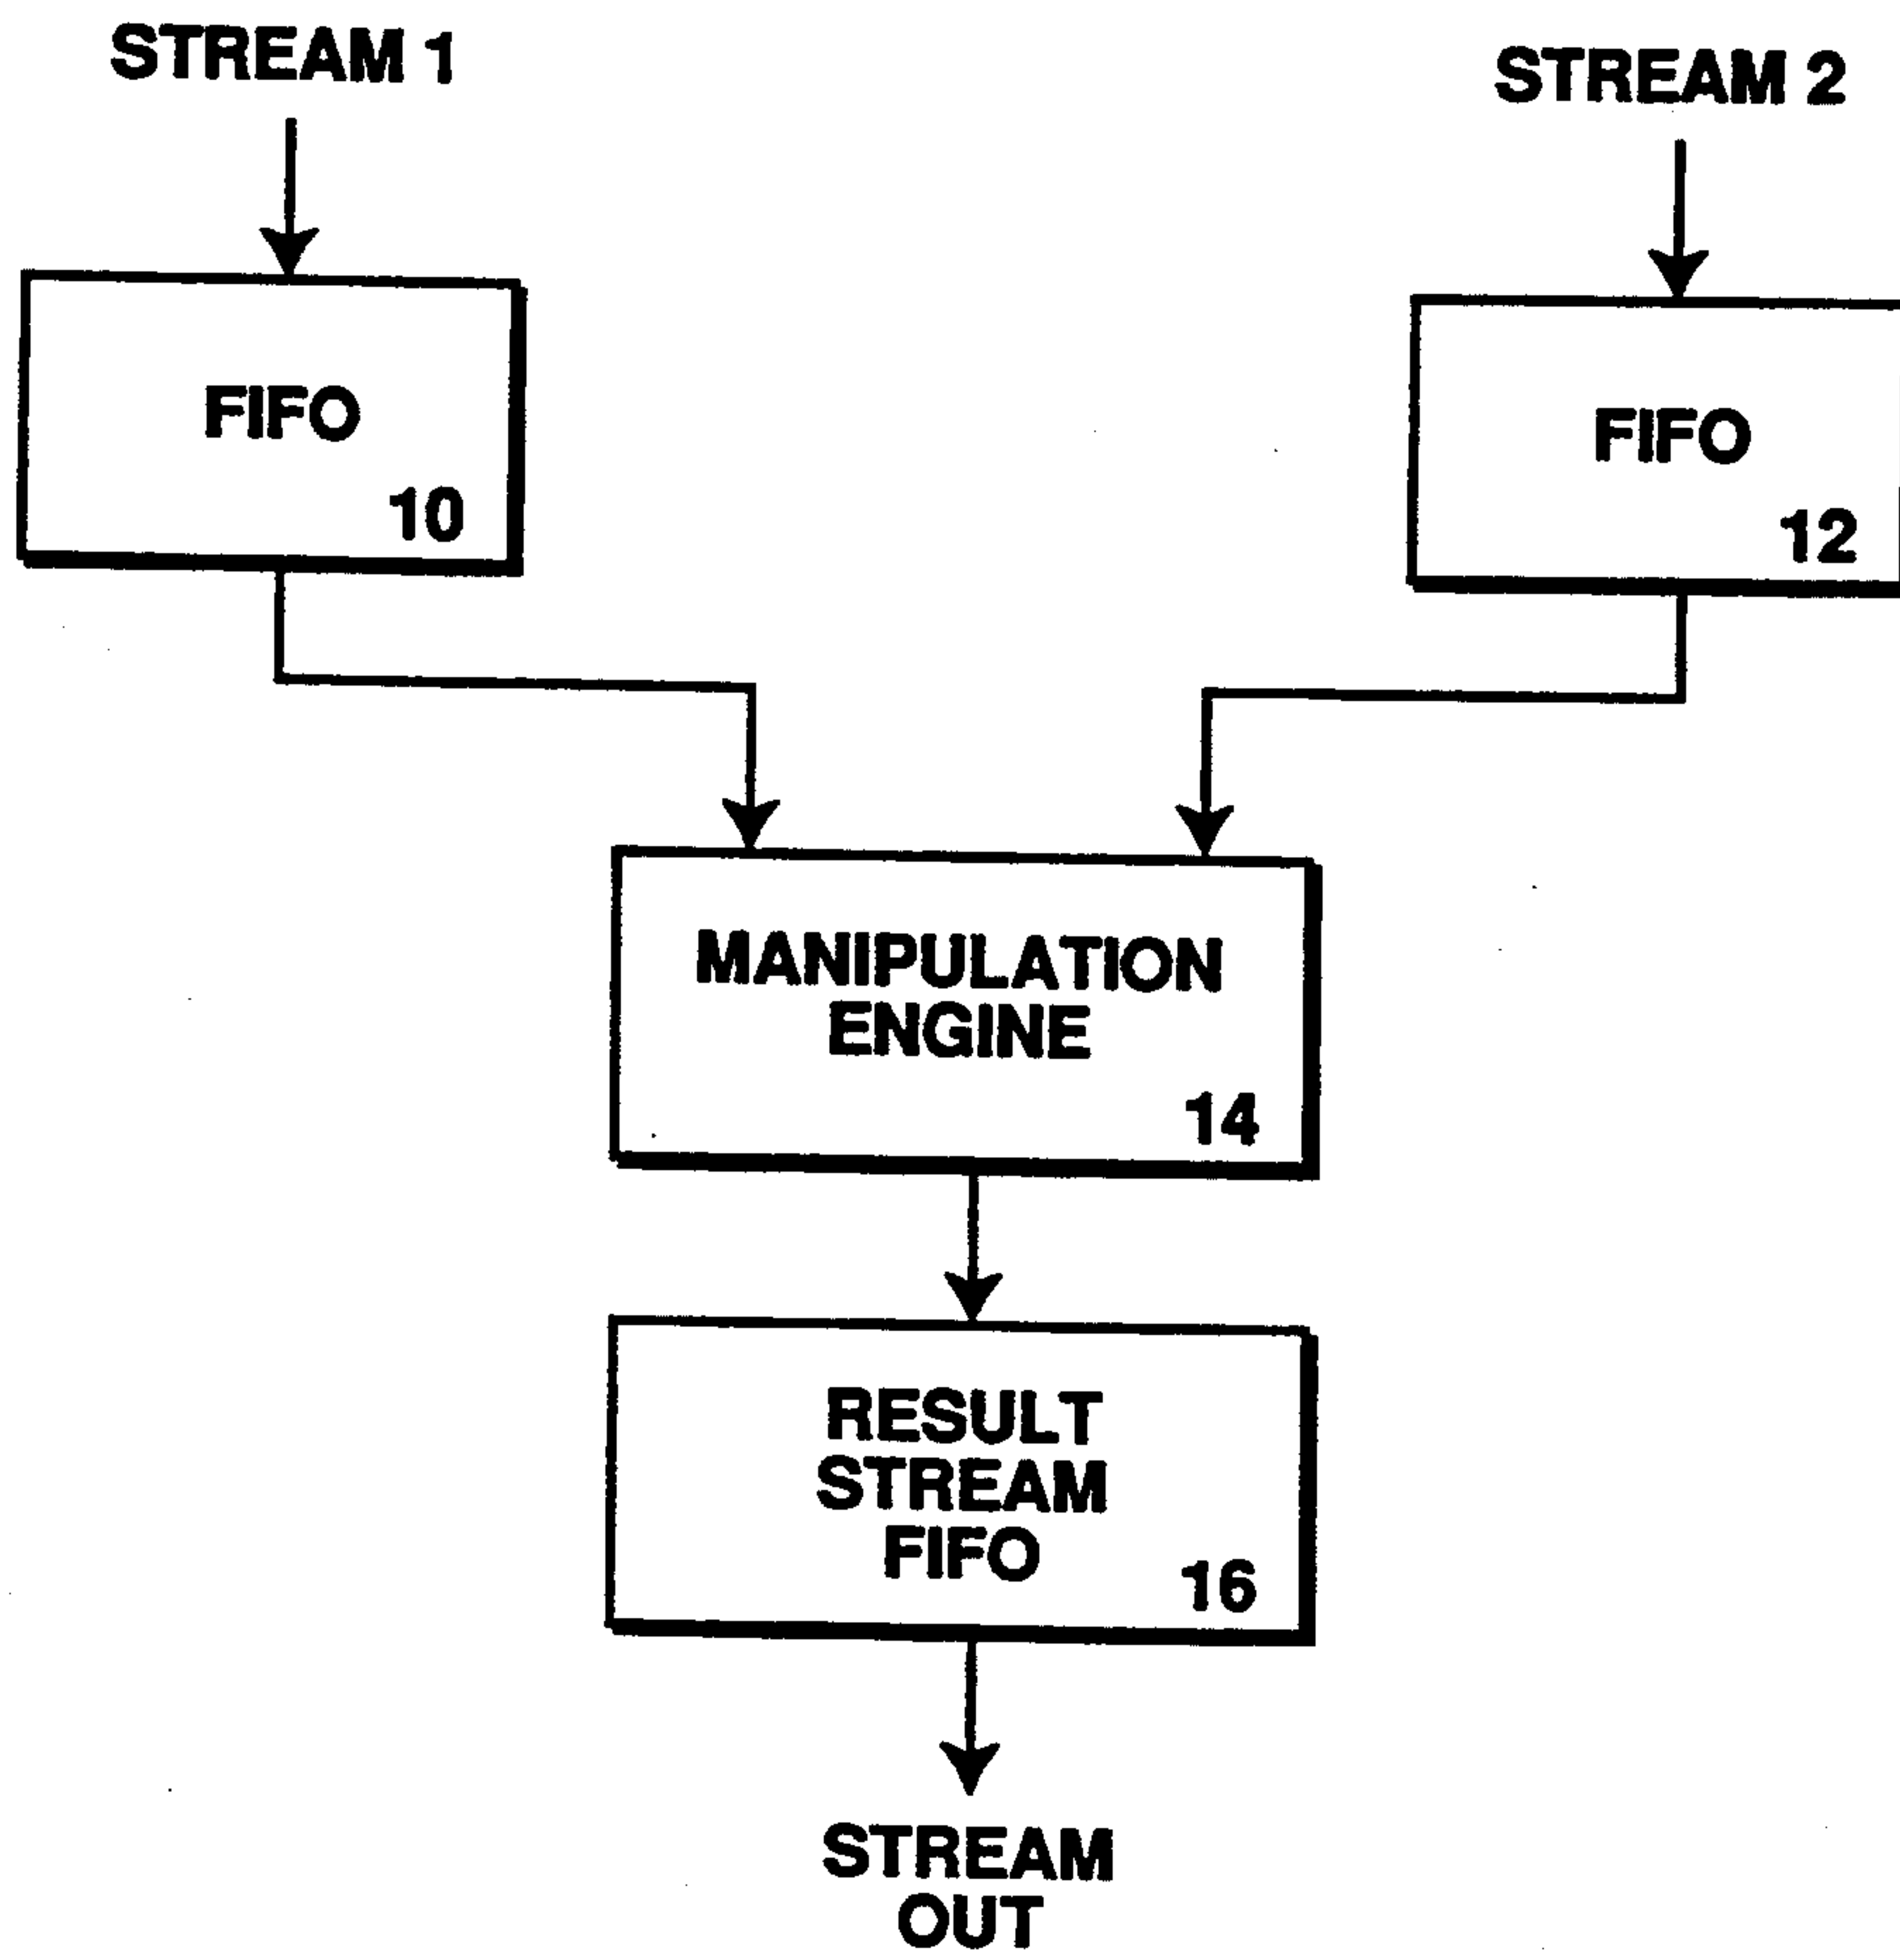 STREAM 1
STREAM 2
FIFO
10
FIFO
12
MANIPULATION
ENGINE
14
RESULT
STREAM
FIFO
16
STREAM
OUT